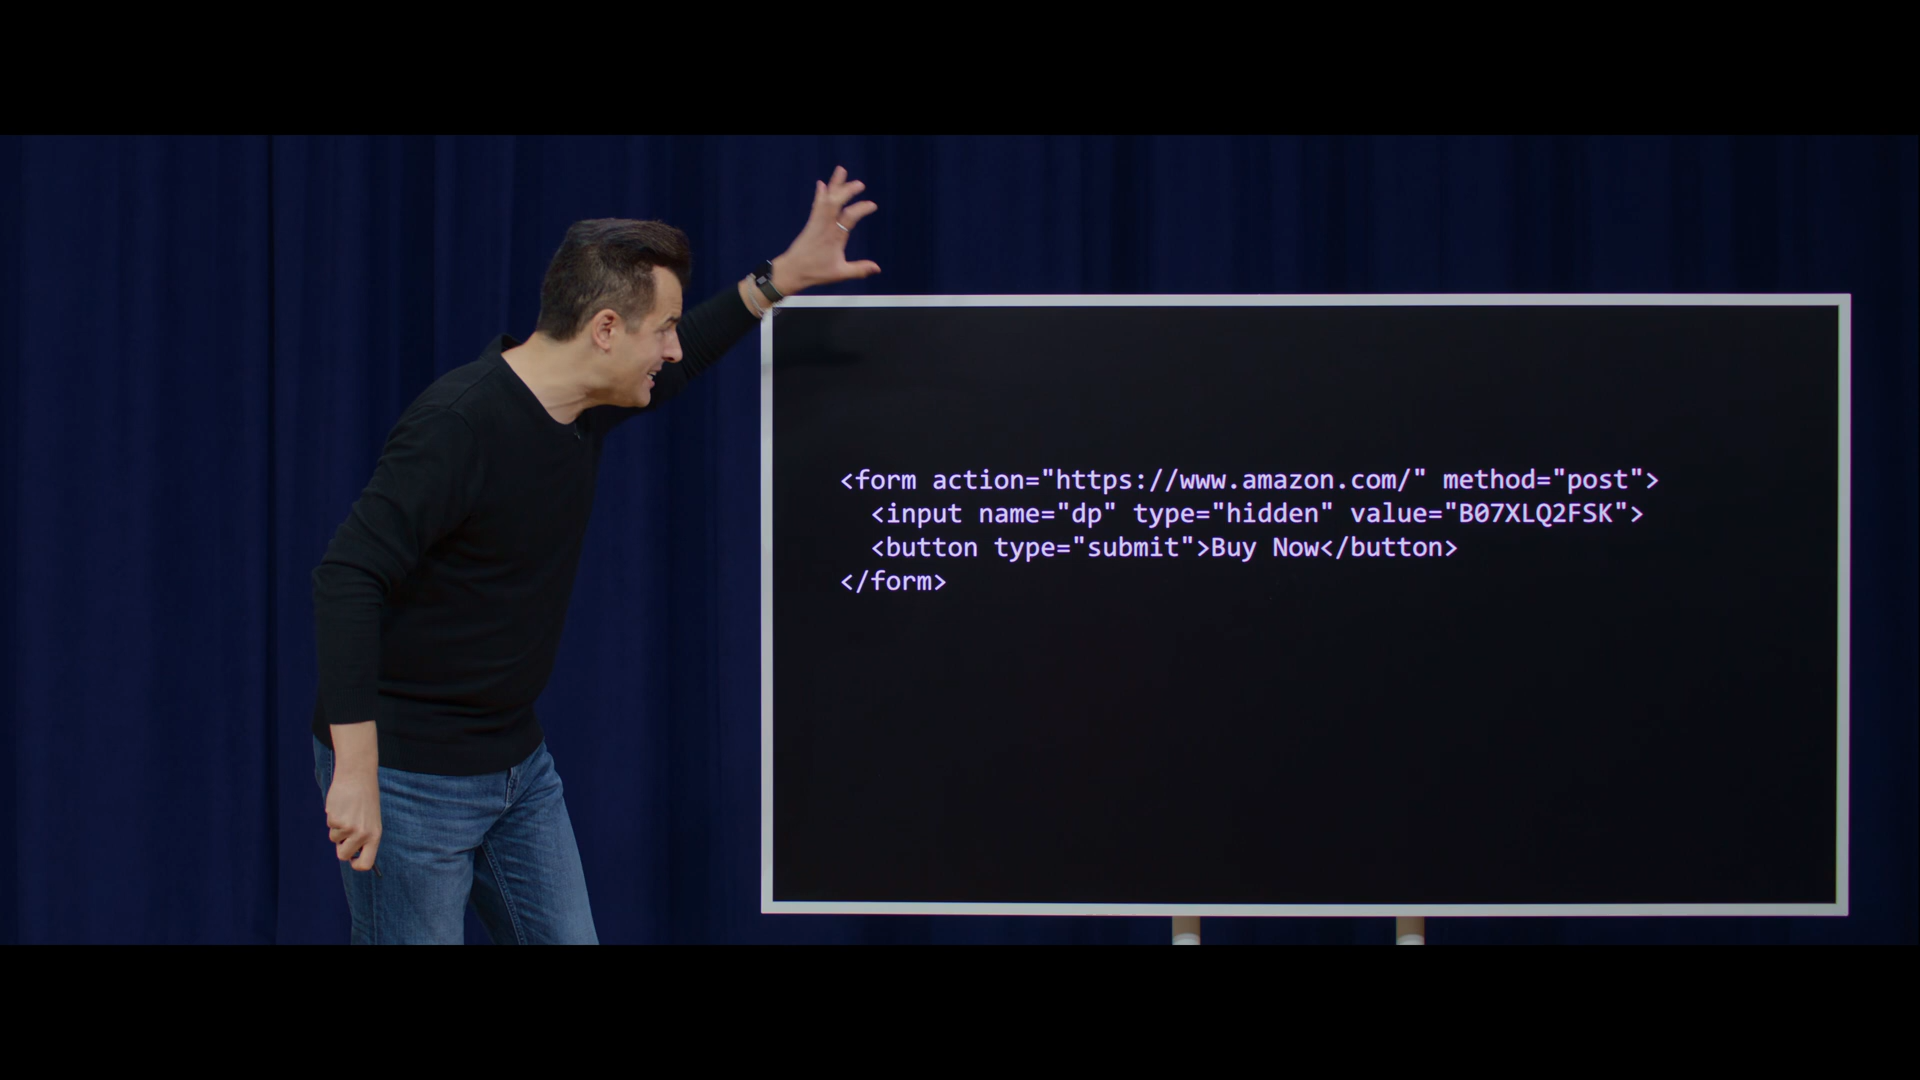 <form action="https://www.amazon.com/" method="post">
<input name="dp" type="hidden" value="B07XLQ2FSK">
<button type="submit">Buy Now</button>
</form>